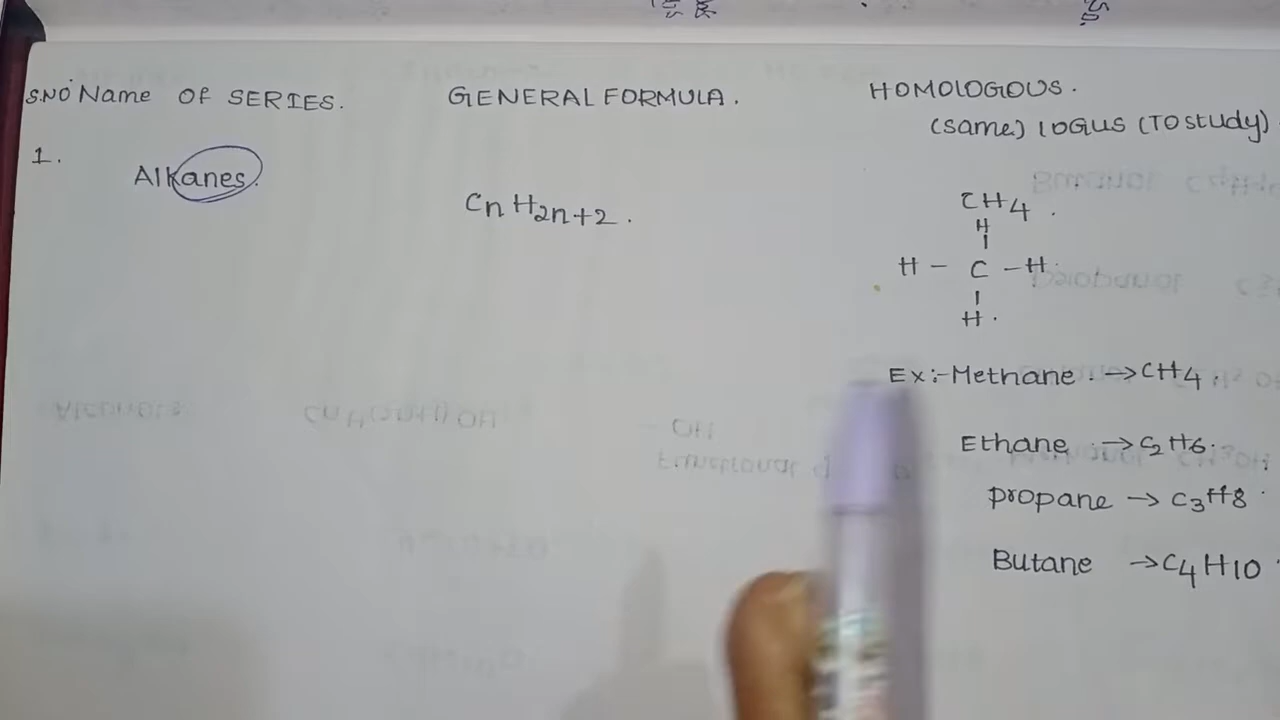 S.NO Name OF SERIES. GENERAL FORMULA. HOMOLOGOUS.
(same) LOGUS (TO study)
1.
Alkanes.
CnH2n+2.
CH4.
H
H - C - H.
H.
Ex:- Methane. → CH4.
Ethane → C2H6.
propane → C3H8
Butane → C4H10